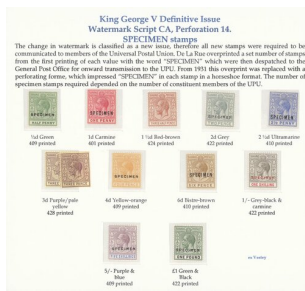 King George V Definitive Issue
Watermark Script CA, Perforation 14.
SPECIMEN stamps
The change in watermark is classified as a new issue, therefore all new stamps were required to be
communicated to members of the Universal Postal Union. De La Rue overprinted a set number of stamps
from the first printing of each value with the word "SPECIMEN" which were then despatched to the
General Post Office for onward transmission to the UPU. From 1931 this overprint was replaced with a
perforating forme, which impressed "SPECIMEN" in each stamp in a horseshoe format. The number of
specimen stamps required depended on the number of constituent members of the UPU.
SPECIMEN SPECIMEN SPECIMEN
½d Green 1d Carmine 1 ½d Red-brown 2d Grey 2 ½d Ultramarine
409 printed 401 printed 424 printed 422 printed 410 printed
SPECIMEN SPECIMEN
3d Purple/pale yellow 6d Yellow-orange 6d Bistre-brown 1/- Grey-black & carmine
428 printed 409 printed 410 printed 422 printed
SPECIMEN SPECIMEN
5/- Purple & Blue £1 Green & Black
409 printed 422 printed